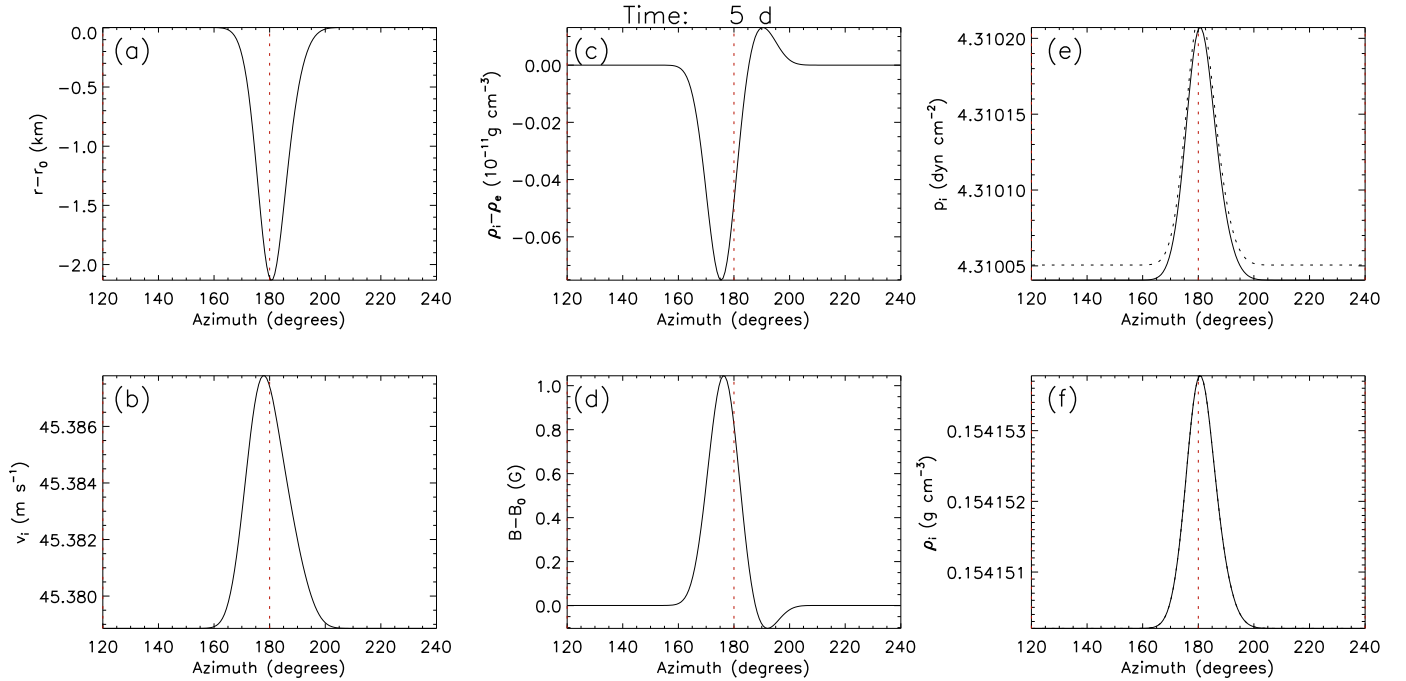 Time: 5 d
(a)
r−r₀ (km)
0.0
−0.5
−1.0
−1.5
−2.0
120 140 160 180 200 220 240
Azimuth (degrees)
(c)
ρᵢ−ρₑ (10⁻¹¹g cm⁻³)
0.00
−0.02
−0.04
−0.06
120 140 160 180 200 220 240
Azimuth (degrees)
(e)
pᵢ (dyn cm⁻²)
4.31020
4.31015
4.31010
4.31005
120 140 160 180 200 220 240
Azimuth (degrees)
(b)
vᵢ (m s⁻¹)
45.386
45.384
45.382
45.380
120 140 160 180 200 220 240
Azimuth (degrees)
(d)
B−B₀ (G)
1.0
0.8
0.6
0.4
0.2
0.0
120 140 160 180 200 220 240
Azimuth (degrees)
(f)
ρᵢ (g cm⁻³)
0.154153
0.154152
0.154151
120 140 160 180 200 220 240
Azimuth (degrees)